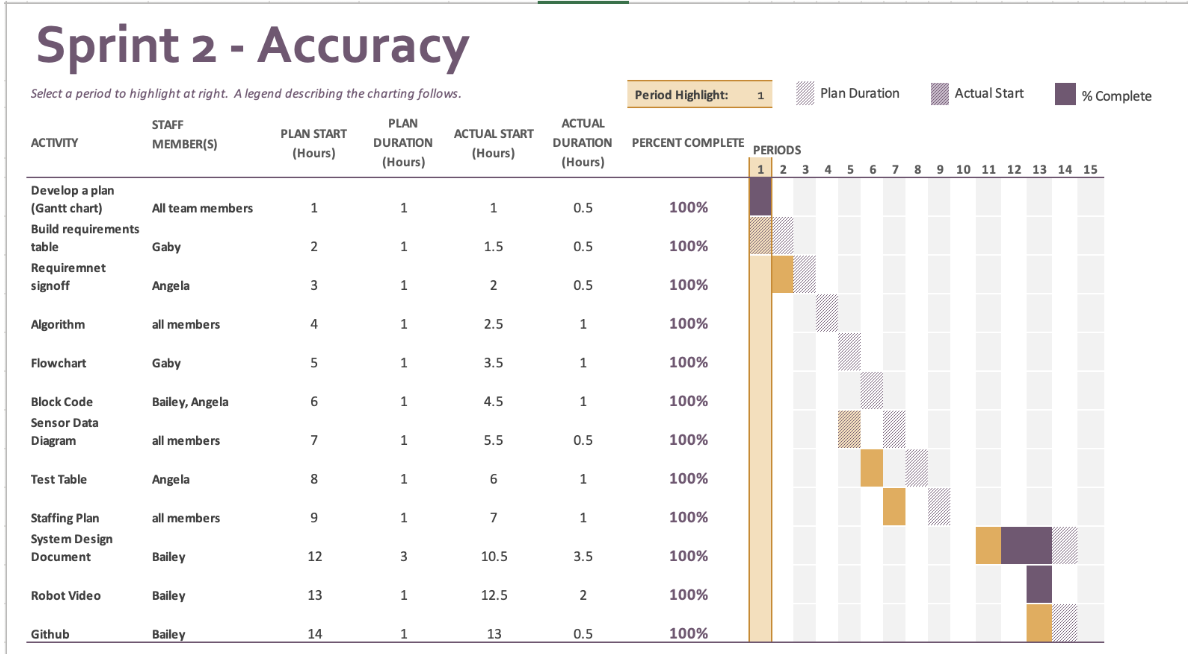 Sprint 2 - Accuracy
Select a period to highlight at right. A legend describing the charting follows.
Period Highlight: 1
Plan Duration
Actual Start
% Complete
ACTIVITY
STAFF
MEMBER(S)
PLAN START
(Hours)
PLAN
DURATION
(Hours)
ACTUAL START
(Hours)
ACTUAL
DURATION
(Hours)
PERCENT COMPLETE
PERIODS
1 2 3 4 5 6 7 8 9 10 11 12 13 14 15
Develop a plan
(Gantt chart) All team members 1 1 1 0.5 100%
Build requirements
table Gaby 2 1 1.5 0.5 100%
Requiremnet
signoff Angela 3 1 2 0.5 100%
Algorithm all members 4 1 2.5 1 100%
Flowchart Gaby 5 1 3.5 1 100%
Block Code Bailey, Angela 6 1 4.5 1 100%
Sensor Data
Diagram all members 7 1 5.5 0.5 100%
Test Table Angela 8 1 6 1 100%
Staffing Plan all members 9 1 7 1 100%
System Design
Document Bailey 12 3 10.5 3.5 100%
Robot Video Bailey 13 1 12.5 2 100%
Github Bailey 14 1 13 0.5 100%